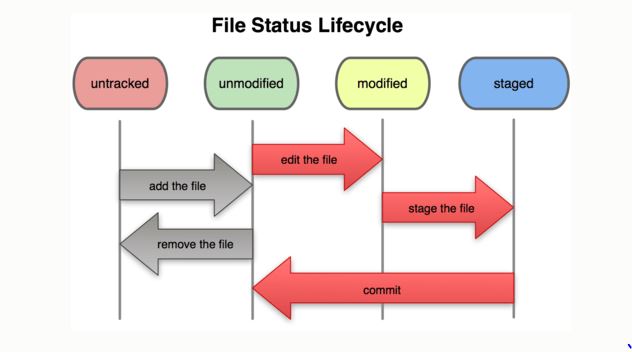 File Status Lifecycle
untracked
unmodified
modified
staged
edit the file
add the file
stage the file
remove the file
commit